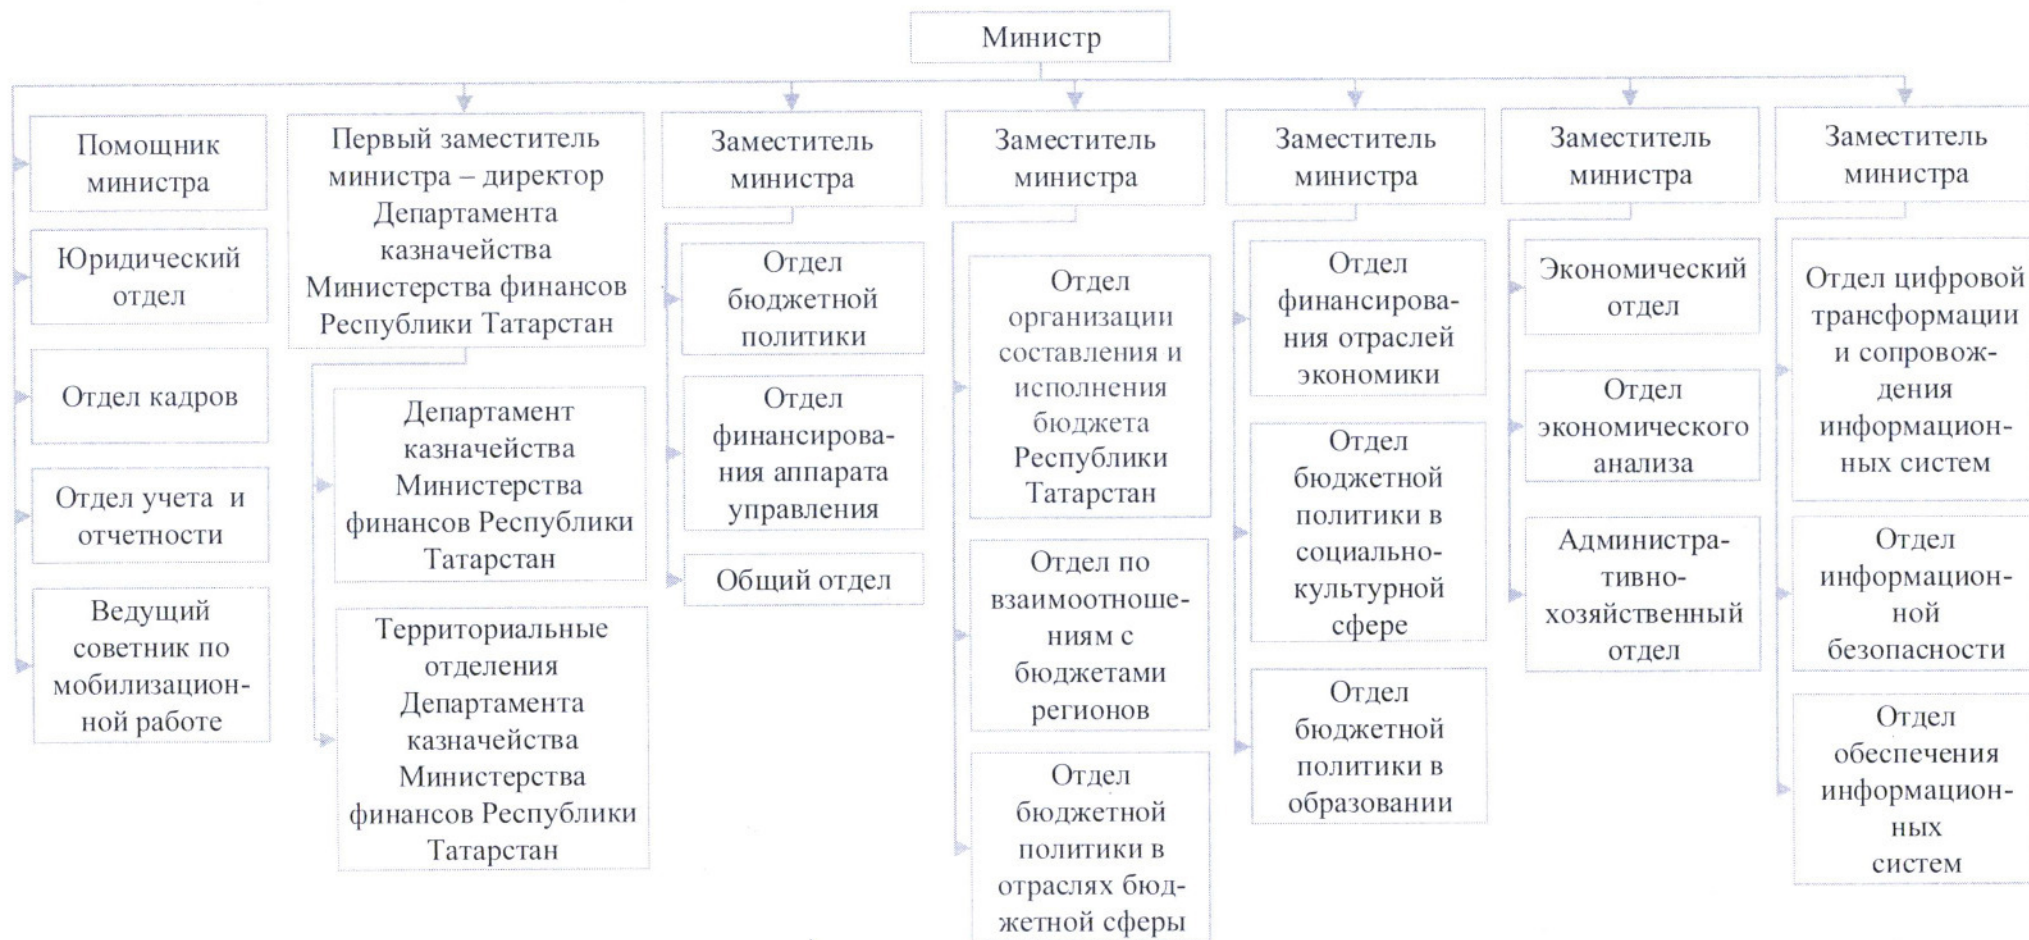 Министр
Помощник
министра
Юридический
отдел
Отдел кадров
Отдел учета и
отчетности
Ведущий
советник по
мобилизацион-
ной работе
Первый заместитель
министра – директор
Департамента
казначейства
Министерства финансов
Республики Татарстан
Департамент
казначейства
Министерства
финансов Республики
Татарстан
Территориальные
отделения
Департамента
казначейства
Министерства
финансов Республики
Татарстан
Заместитель
министра
Отдел
бюджетной
политики
Отдел
финансирова-
ния аппарата
управления
Общий отдел
Заместитель
министра
Отдел
организации
составления и
исполнения
бюджета
Республики
Татарстан
Отдел по
взаимоотноше-
ниям с
бюджетами
регионов
Отдел
бюджетной
политики в
отраслях бюд-
жетной сферы
Заместитель
министра
Отдел
финансирова-
ния отраслей
экономики
Отдел
бюджетной
политики в
социально-
культурной
сфере
Отдел
бюджетной
политики в
образовании
Заместитель
министра
Экономический
отдел
Отдел
экономического
анализа
Администра-
тивно-
хозяйственный
отдел
Заместитель
министра
Отдел цифровой
трансформации
и сопровож-
дения
информацион-
ных систем
Отдел
информацион-
ной
безопасности
Отдел
обеспечения
информацион-
ных
систем